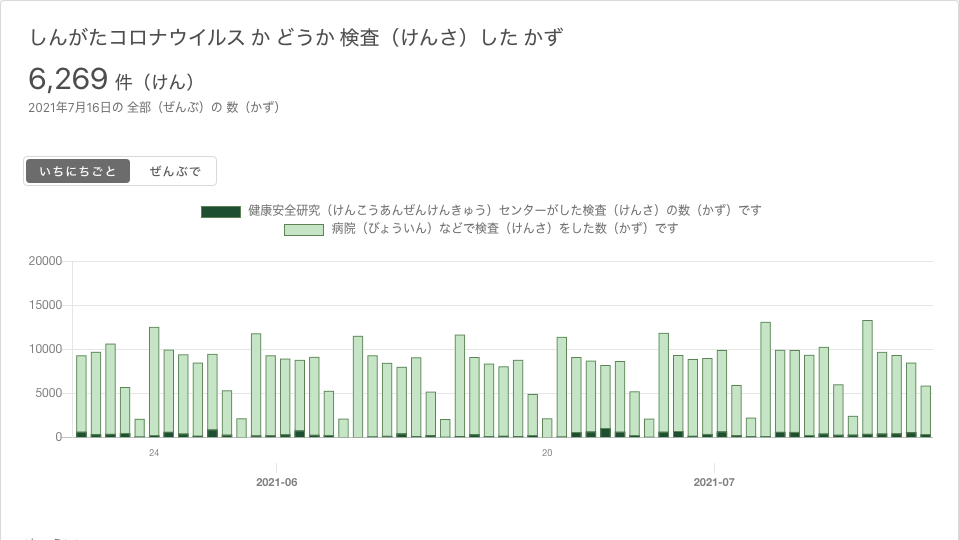 しんがたコロナウイルス か どうか 検査（けんさ）した かず
6,269 件（けん）
2021年7月16日の 全部（ぜんぶ）の 数（かず）
いちにちごと ぜんぶで
健康安全研究（けんこうあんぜんけんきゅう）センターがした検査（けんさ）の数（かず）です
病院（びょういん）などで検査（けんさ）をした数（かず）です
20000
15000
10000
5000
0
24 20
2021-06 2021-07